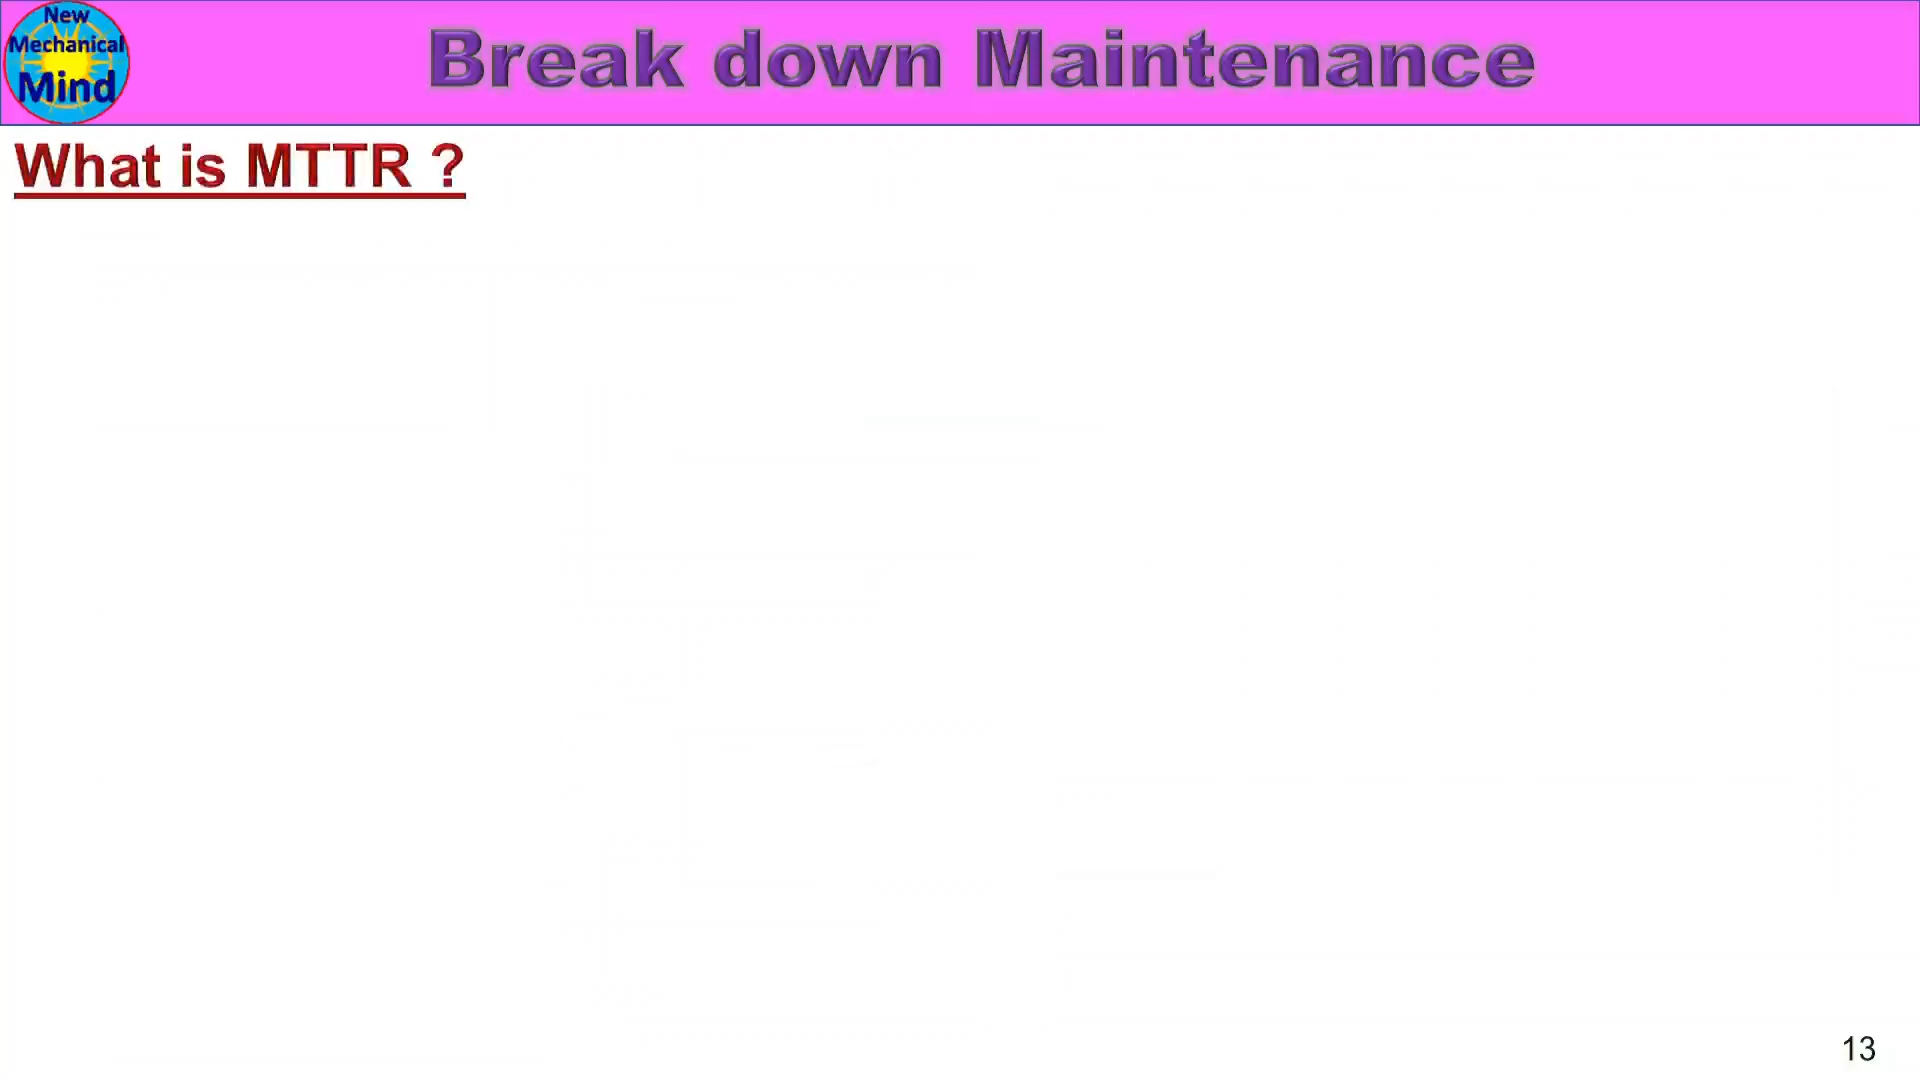 New
Mechanical
Mind
Break down Maintenance
What is MTTR ?
13